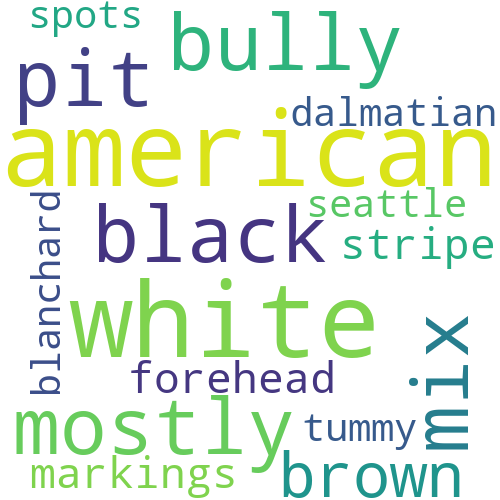 spots
bully
pit
dalmatian
american
seattle
black
stripe
blanchard
white
mix
forehead
mostly
tummy
markings
brown